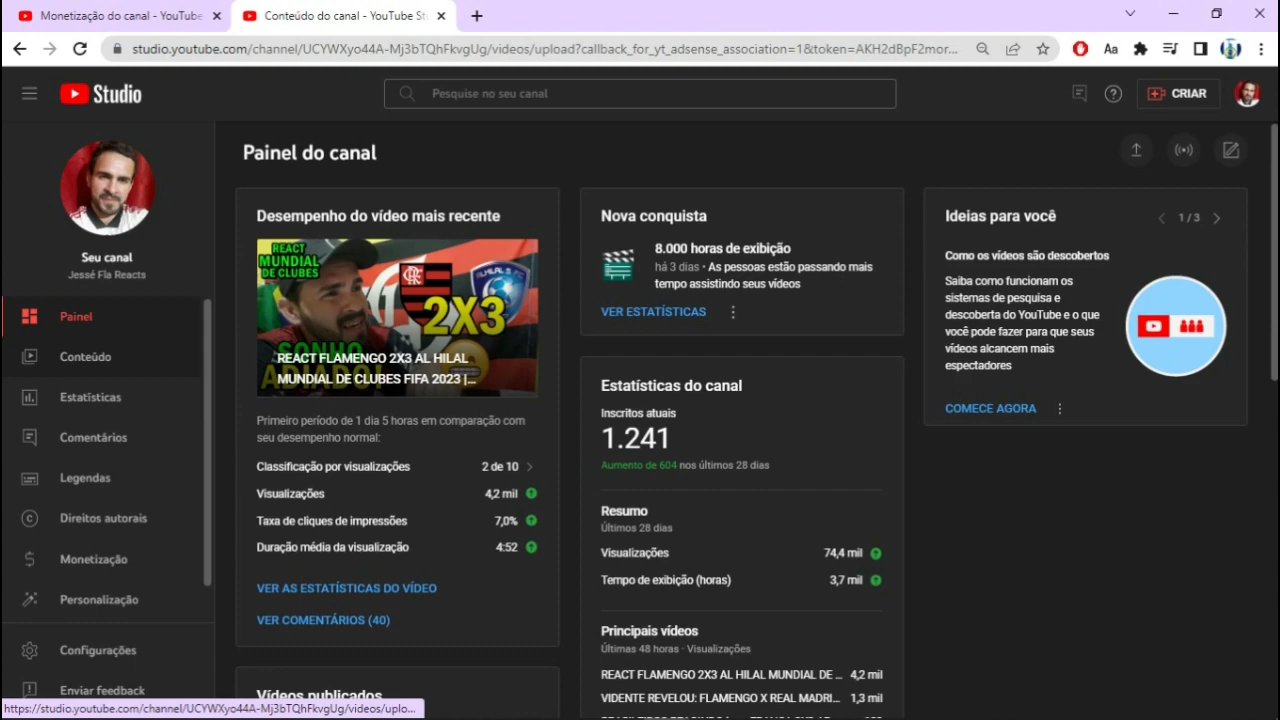 Monetização do canal - YouTube
Conteúdo do canal - YouTube St
studio.youtube.com/channel/UCYWXyo44A-Mj3bTQhFkvgUg/videos/upload?callback_for_yt_adsense_association=1&token=AKH2dBpF2mor...
Aa
Studio
Pesquise no seu canal
CRIAR
Seu canal
Jessé Fla Reacts
Painel
Conteúdo
Estatísticas
Comentários
Legendas
Direitos autorais
Monetização
Personalização
Configurações
Enviar feedback
https://studio.youtube.com/channel/UCYWXyo44A-Mj3bTQhFkvgUg/videos/uplo...
Painel do canal
Desempenho do vídeo mais recente
REACT
MUNDIAL
DE CLUBES
2X3
SONHO
ADIADO!
REACT FLAMENGO 2X3 AL HILAL
MUNDIAL DE CLUBES FIFA 2023 |...
Primeiro período de 1 dia 5 horas em comparação com
seu desempenho normal:
Classificação por visualizações 2 de 10
Visualizações 4,2 mil
Taxa de cliques de impressões 7,0%
Duração média da visualização 4:52
VER AS ESTATÍSTICAS DO VÍDEO
VER COMENTÁRIOS (40)
Vídeos publicados
Nova conquista
8.000 horas de exibição
há 3 dias • As pessoas estão passando mais
tempo assistindo seus vídeos
VER ESTATÍSTICAS
Estatísticas do canal
Inscritos atuais
1.241
Aumento de 604 nos últimos 28 dias
Resumo
Últimos 28 dias
Visualizações 74,4 mil
Tempo de exibição (horas) 3,7 mil
Principais vídeos
Últimas 48 horas · Visualizações
REACT FLAMENGO 2X3 AL HILAL MUNDIAL DE ... 4,2 mil
VIDENTE REVELOU: FLAMENGO X REAL MADRI... 1,3 mil
Ideias para você
1 / 3
Como os vídeos são descobertos
Saiba como funcionam os
sistemas de pesquisa e
descoberta do YouTube e o que
você pode fazer para que seus
vídeos alcancem mais
espectadores
COMECE AGORA